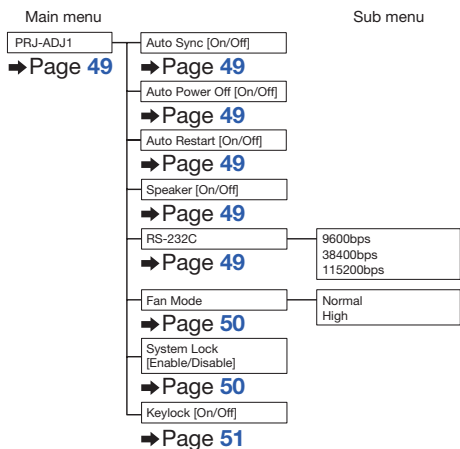 Main menu
Sub menu
PRJ-ADJ1
➡Page 49
Auto Sync [On/Off]
➡Page 49
Auto Power Off [On/Off]
➡Page 49
Auto Restart [On/Off]
➡Page 49
Speaker [On/Off]
➡Page 49
RS-232C
➡Page 49
9600bps
38400bps
115200bps
Fan Mode
➡Page 50
Normal
High
System Lock
[Enable/Disable]
➡Page 50
Keylock [On/Off]
➡Page 51